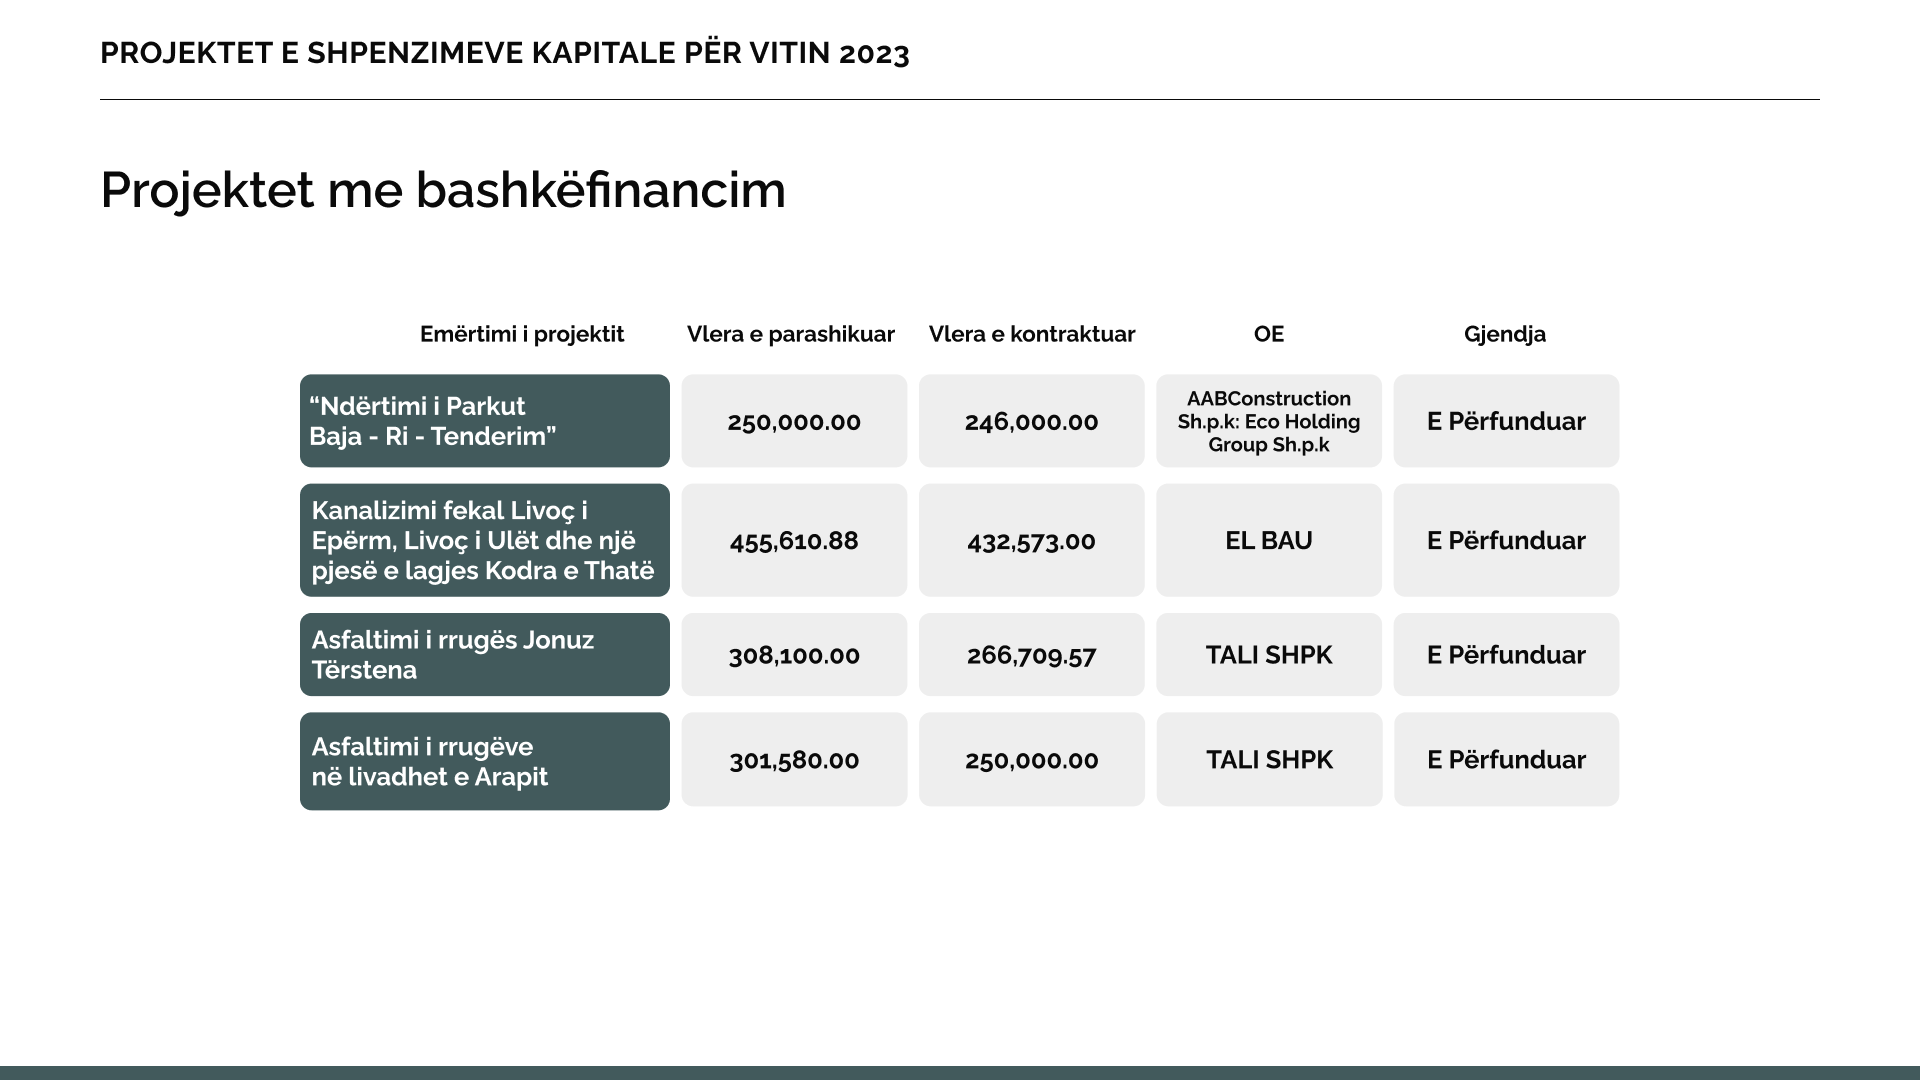 PROJEKTET E SHPENZIMEVE KAPITALE PËR VITIN 2023
Projektet me bashkëfinancim
Emërtimi i projektit
Vlera e parashikuar
Vlera e kontraktuar
OE
Gjendja
“Ndërtimi i Parkut
Baja - Ri - Tenderim”
250,000.00
246,000.00
AABConstruction
Sh.p.k: Eco Holding
Group Sh.p.k
E Përfunduar
Kanalizimi fekal Livoç i
Epërm, Livoç i Ulët dhe një
pjesë e lagjes Kodra e Thatë
455,610.88
432,573.00
EL BAU
E Përfunduar
Asfaltimi i rrugës Jonuz
Tërstena
308,100.00
266,709.57
TALI SHPK
E Përfunduar
Asfaltimi i rrugëve
në livadhet e Arapit
301,580.00
250,000.00
TALI SHPK
E Përfunduar